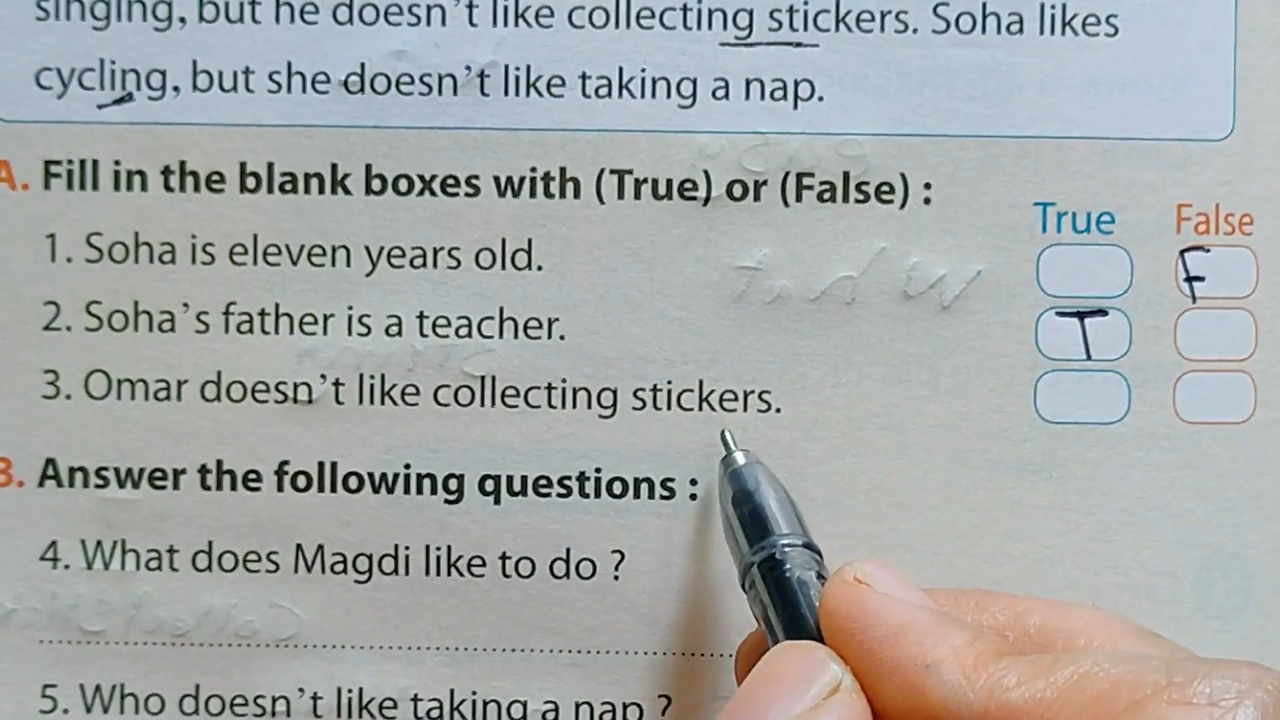 singing, but he doesn't like collecting stickers. Soha likes
cycling, but she doesn't like taking a nap.
A. Fill in the blank boxes with (True) or (False) :
True False
1. Soha is eleven years old. F
2. Soha's father is a teacher. T
3. Omar doesn't like collecting stickers.
B. Answer the following questions :
4. What does Magdi like to do ?
5. Who doesn't like taking a nap ?